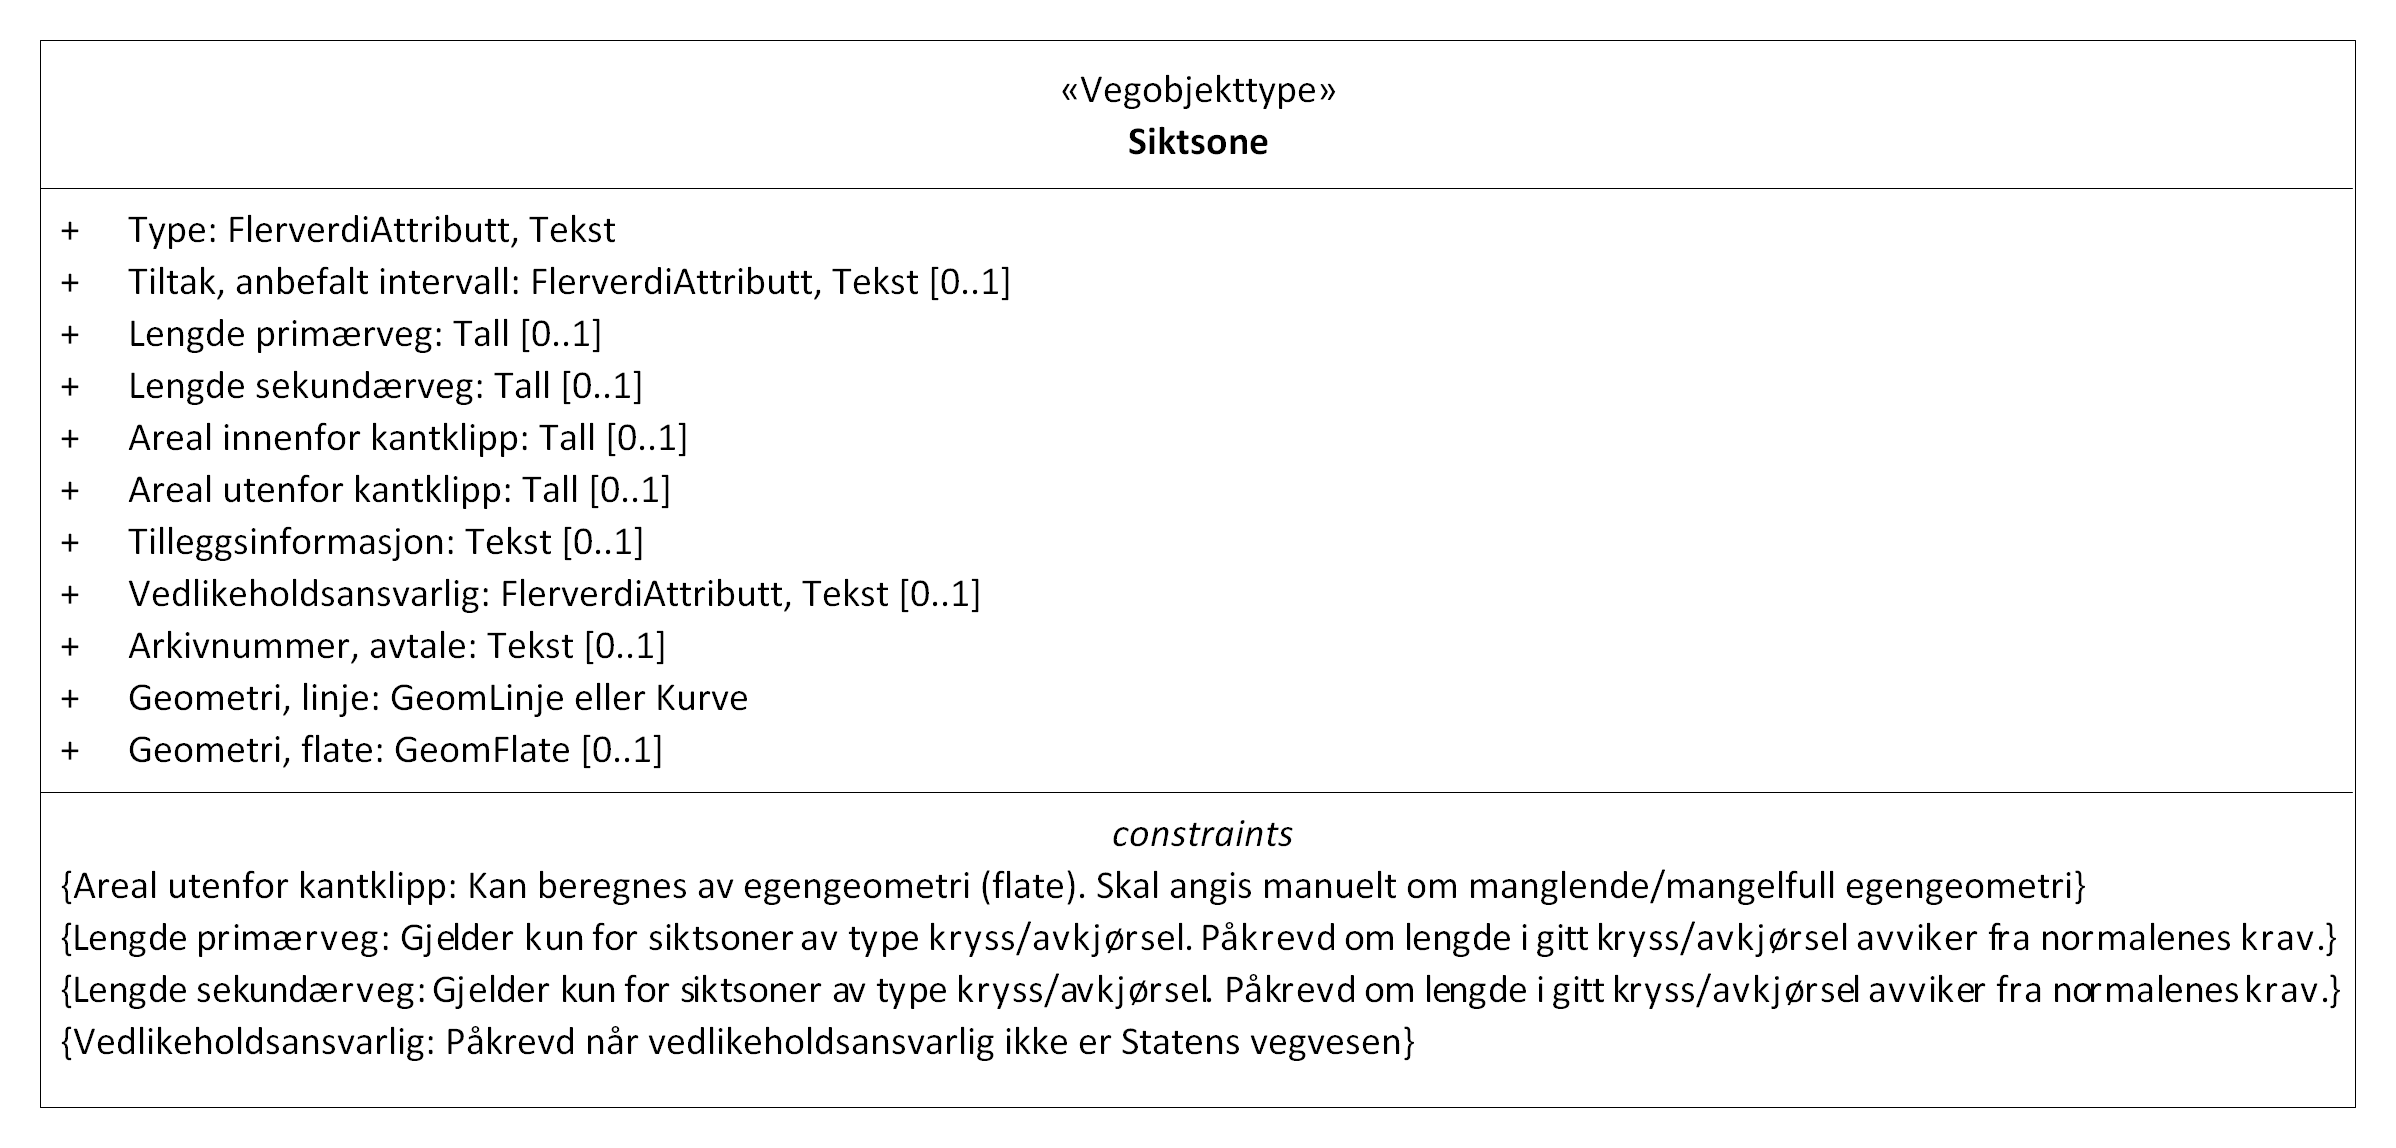 «Vegobjekttype»
Siktsone
+ Type: FlerverdiAttributt, Tekst
+ Tiltak, anbefalt intervall: FlerverdiAttributt, Tekst [0..1]
+ Lengde primærveg: Tall [0..1]
+ Lengde sekundærveg: Tall [0..1]
+ Areal innenfor kantklipp: Tall [0..1]
+ Areal utenfor kantklipp: Tall [0..1]
+ Tilleggsinformasjon: Tekst [0..1]
+ Vedlikeholdsansvarlig: FlerverdiAttributt, Tekst [0..1]
+ Arkivnummer, avtale: Tekst [0..1]
+ Geometri, linje: GeomLinje eller Kurve
+ Geometri, flate: GeomFlate [0..1]
constraints
{Areal utenfor kantklipp: Kan beregnes av egengeometri (flate). Skal angis manuelt om manglende/mangelfull egengeometri}
{Lengde primærveg: Gjelder kun for siktsoner av type kryss/avkjørsel. Påkrevd om lengde i gitt kryss/avkjørsel avviker fra normalenes krav.}
{Lengde sekundærveg: Gjelder kun for siktsoner av type kryss/avkjørsel. Påkrevd om lengde i gitt kryss/avkjørsel avviker fra normalenes krav.}
{Vedlikeholdsansvarlig: Påkrevd når vedlikeholdsansvarlig ikke er Statens vegvesen}